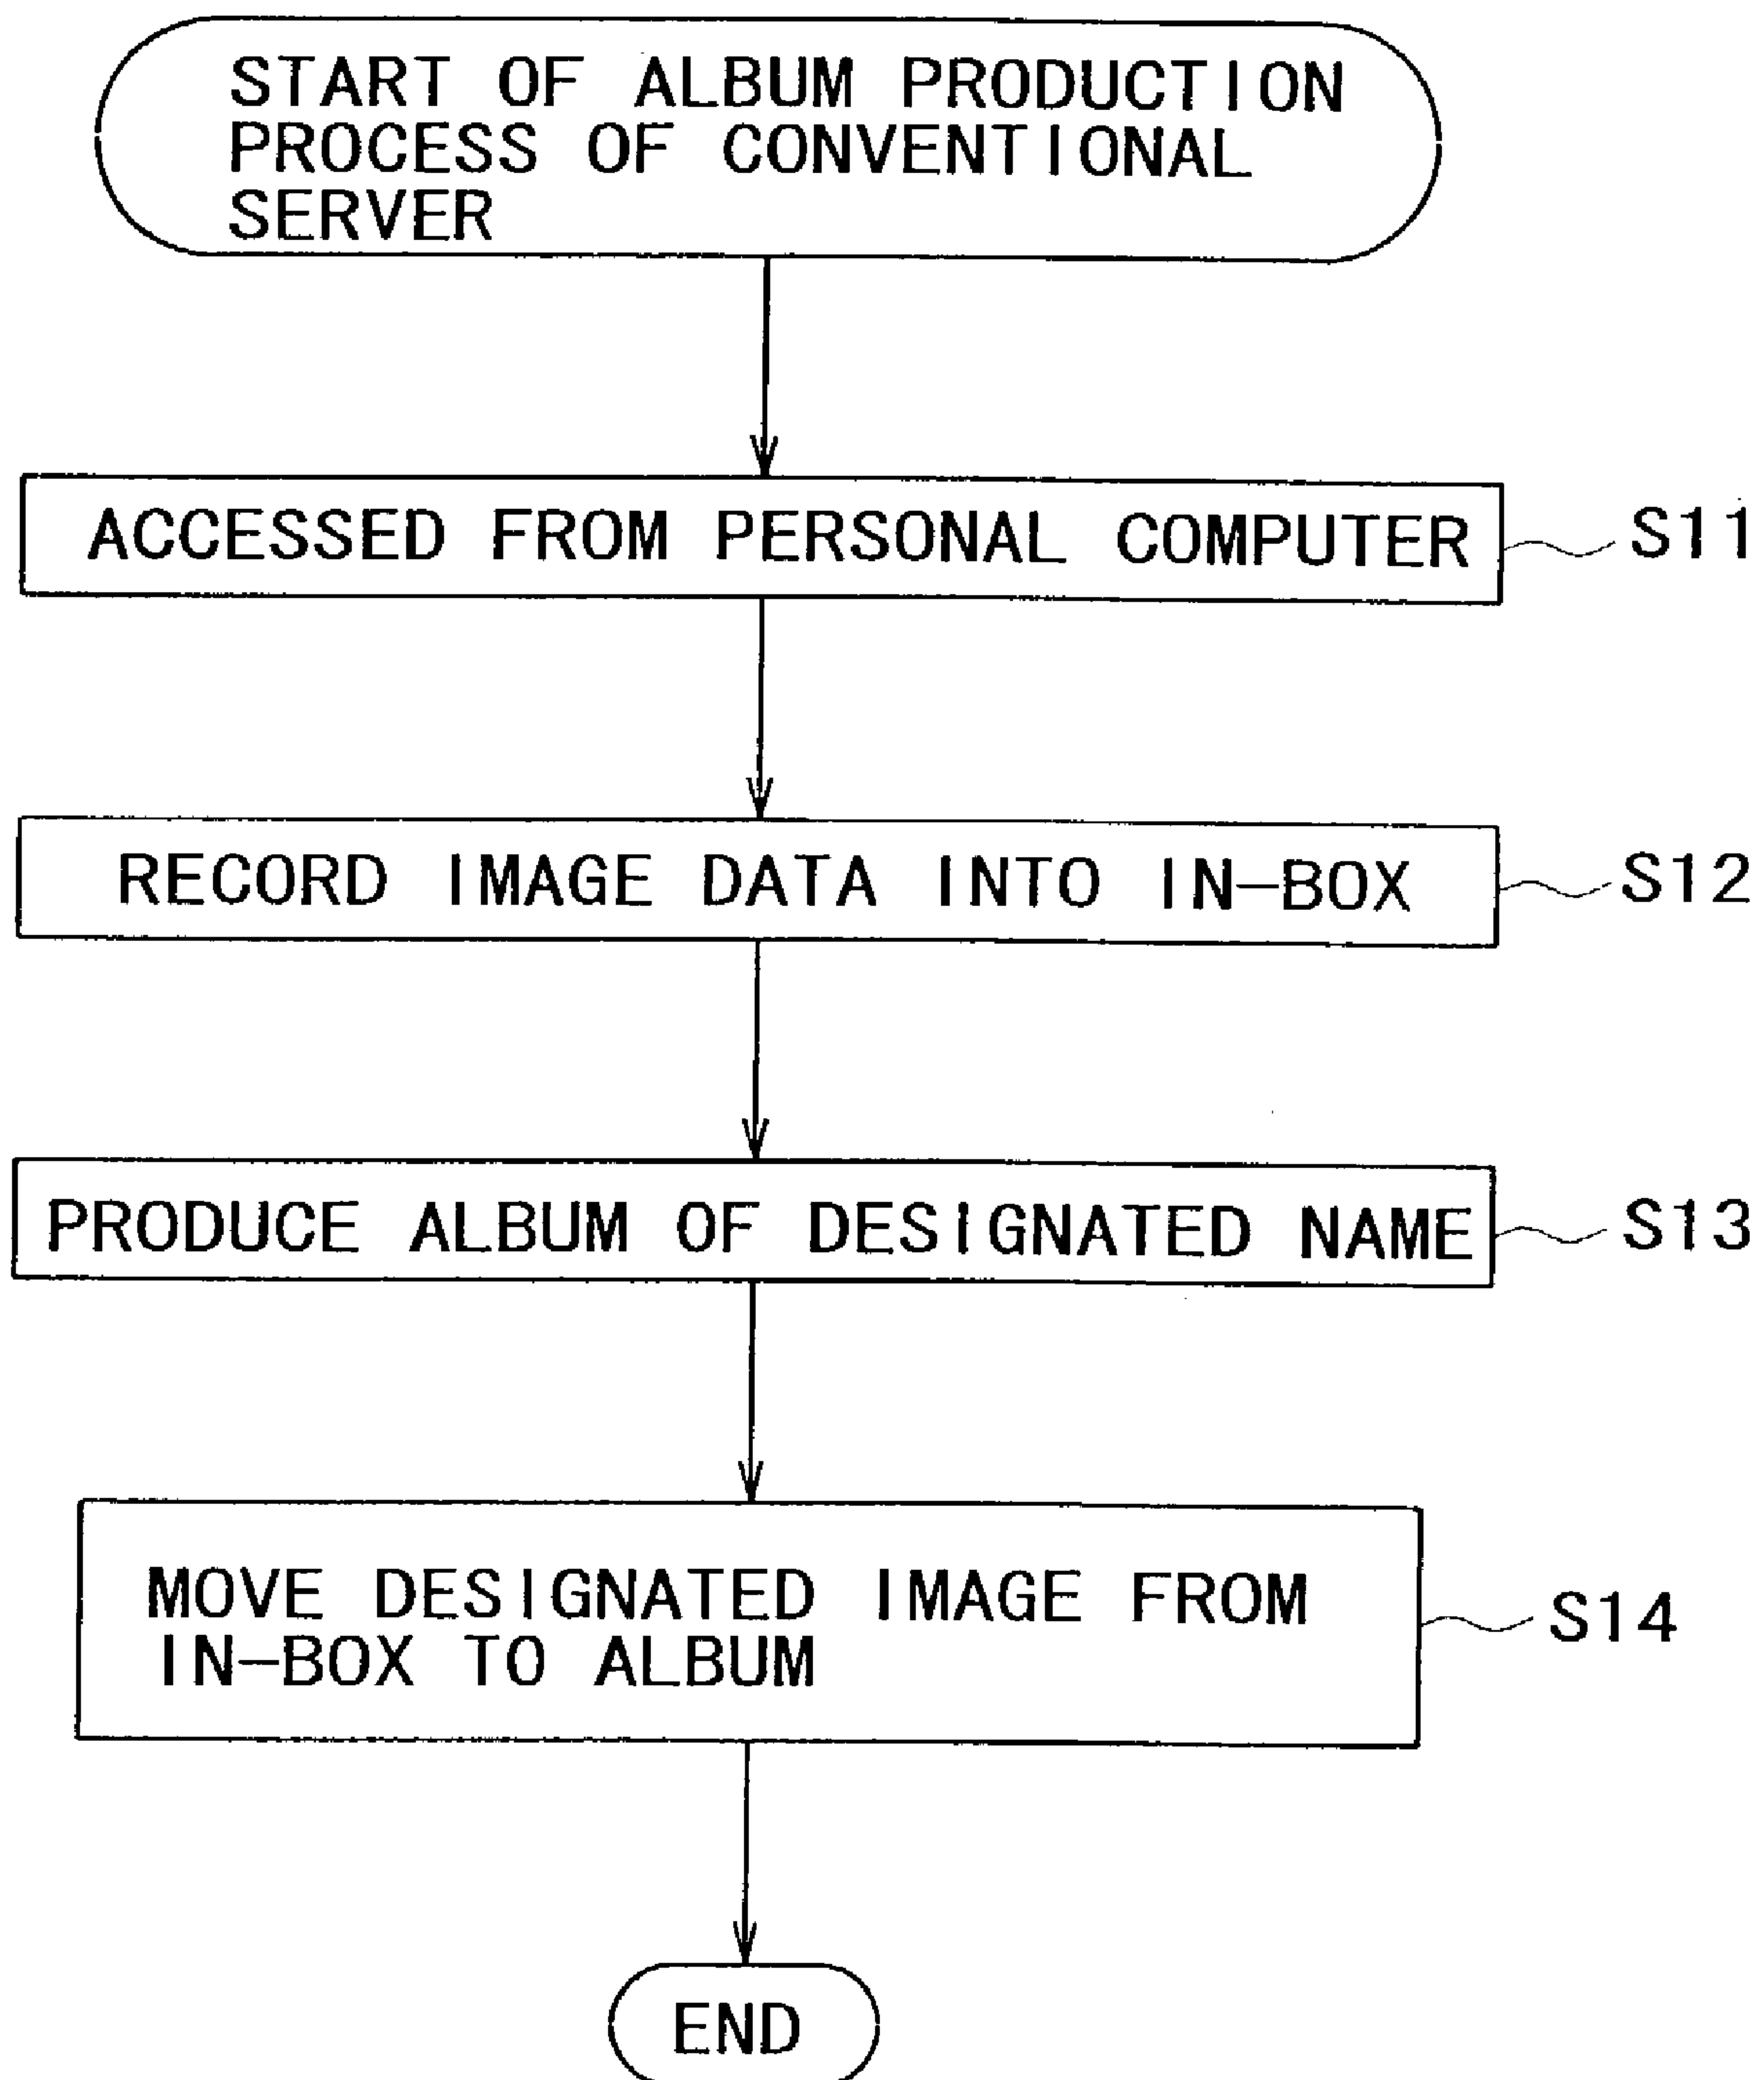 START OF ALBUM PRODUCTION
PROCESS OF CONVENTIONAL
SERVER
ACCESSED FROM PERSONAL COMPUTER
S11
RECORD IMAGE DATA INTO IN-BOX
S12
PRODUCE ALBUM OF DESIGNATED NAME
S13
MOVE DESIGNATED IMAGE FROM
IN-BOX TO ALBUM
S14
END